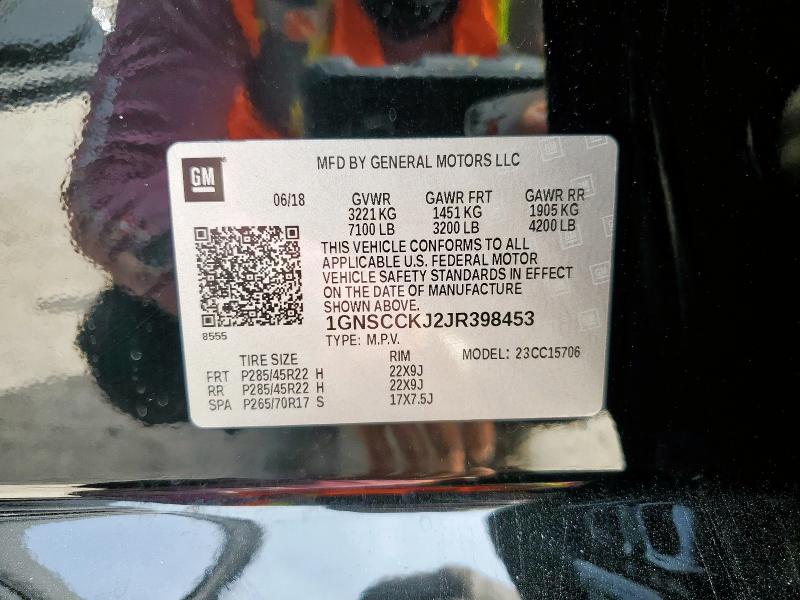 GM
MFD BY GENERAL MOTORS LLC
06/18 GVWR GAWR FRT GAWR RR
3221 KG 1451 KG 1905 KG
7100 LB 3200 LB 4200 LB
THIS VEHICLE CONFORMS TO ALL
APPLICABLE U.S. FEDERAL MOTOR
VEHICLE SAFETY STANDARDS IN EFFECT
ON THE DATE OF MANUFACTURE
SHOWN ABOVE.
8555
1GNSCCKJ2JR398453
TYPE: M.P.V.
TIRE SIZE RIM MODEL: 23CC15706
FRT P285/45R22 H 22X9J
RR P285/45R22 H 22X9J
SPA P265/70R17 S 17X7.5J